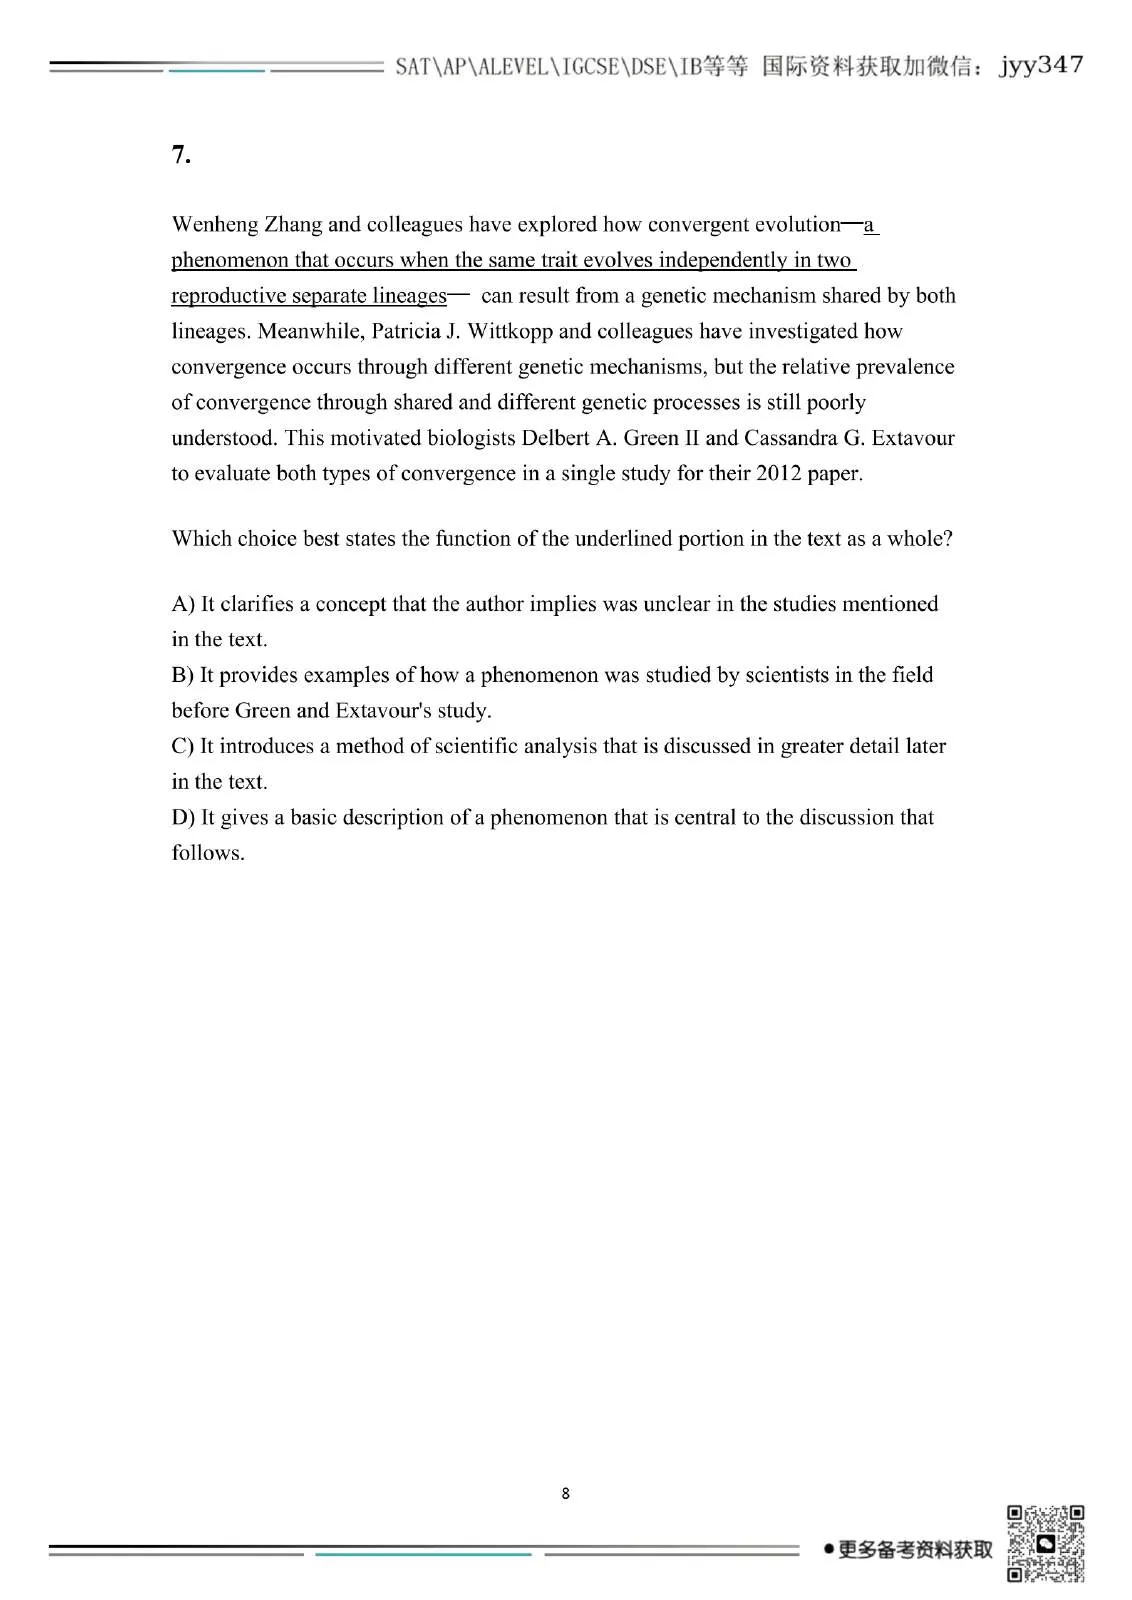 SAT\AP\ALEVEL\IGCSE\DSE\IB等等 国际资料获取加微信: jyy347
7.
Wenheng Zhang and colleagues have explored how convergent evolution—a
phenomenon that occurs when the same trait evolves independently in two
reproductive separate lineages— can result from a genetic mechanism shared by both
lineages. Meanwhile, Patricia J. Wittkopp and colleagues have investigated how
convergence occurs through different genetic mechanisms, but the relative prevalence
of convergence through shared and different genetic processes is still poorly
understood. This motivated biologists Delbert A. Green II and Cassandra G. Extavour
to evaluate both types of convergence in a single study for their 2012 paper.
Which choice best states the function of the underlined portion in the text as a whole?
A) It clarifies a concept that the author implies was unclear in the studies mentioned
in the text.
B) It provides examples of how a phenomenon was studied by scientists in the field
before Green and Extavour's study.
C) It introduces a method of scientific analysis that is discussed in greater detail later
in the text.
D) It gives a basic description of a phenomenon that is central to the discussion that
follows.
8
●更多备考资料获取